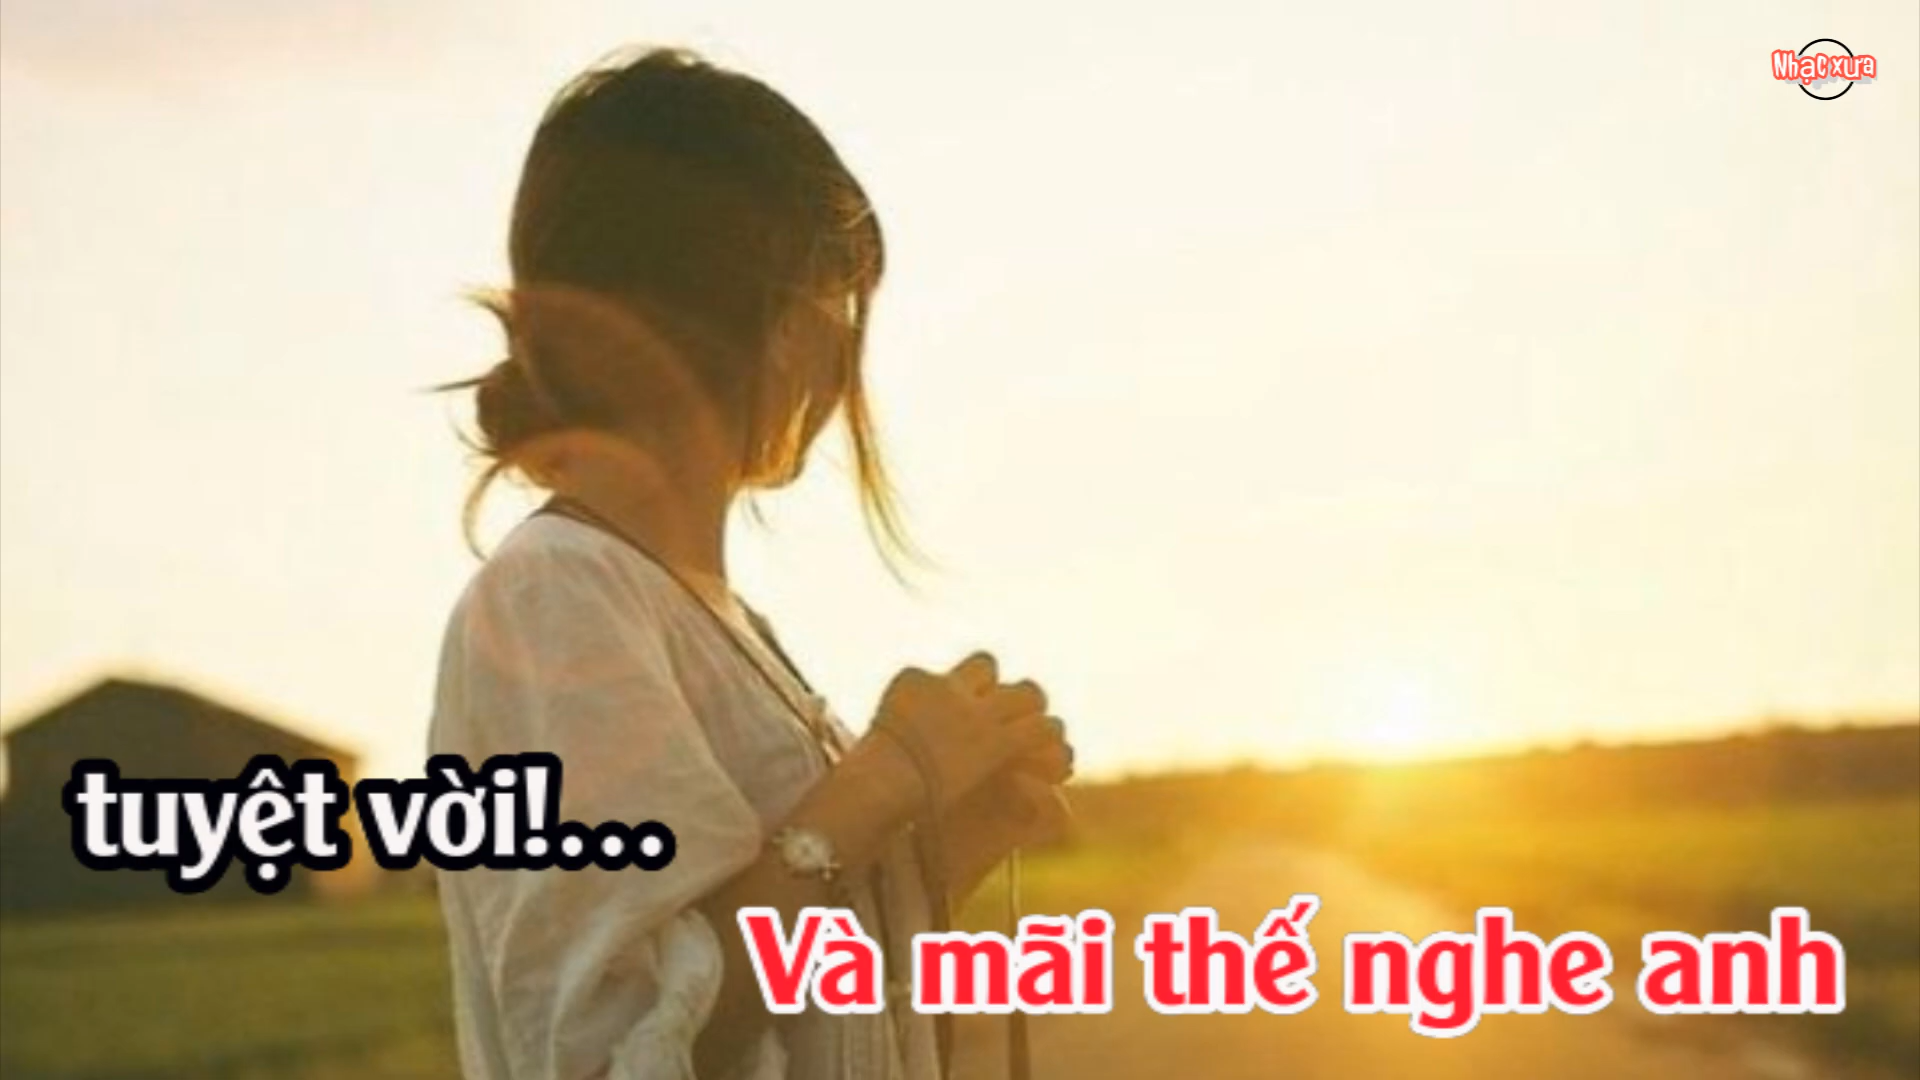 Nhạc xưa
tuyệt vời!...
Và mãi thế nghe anh